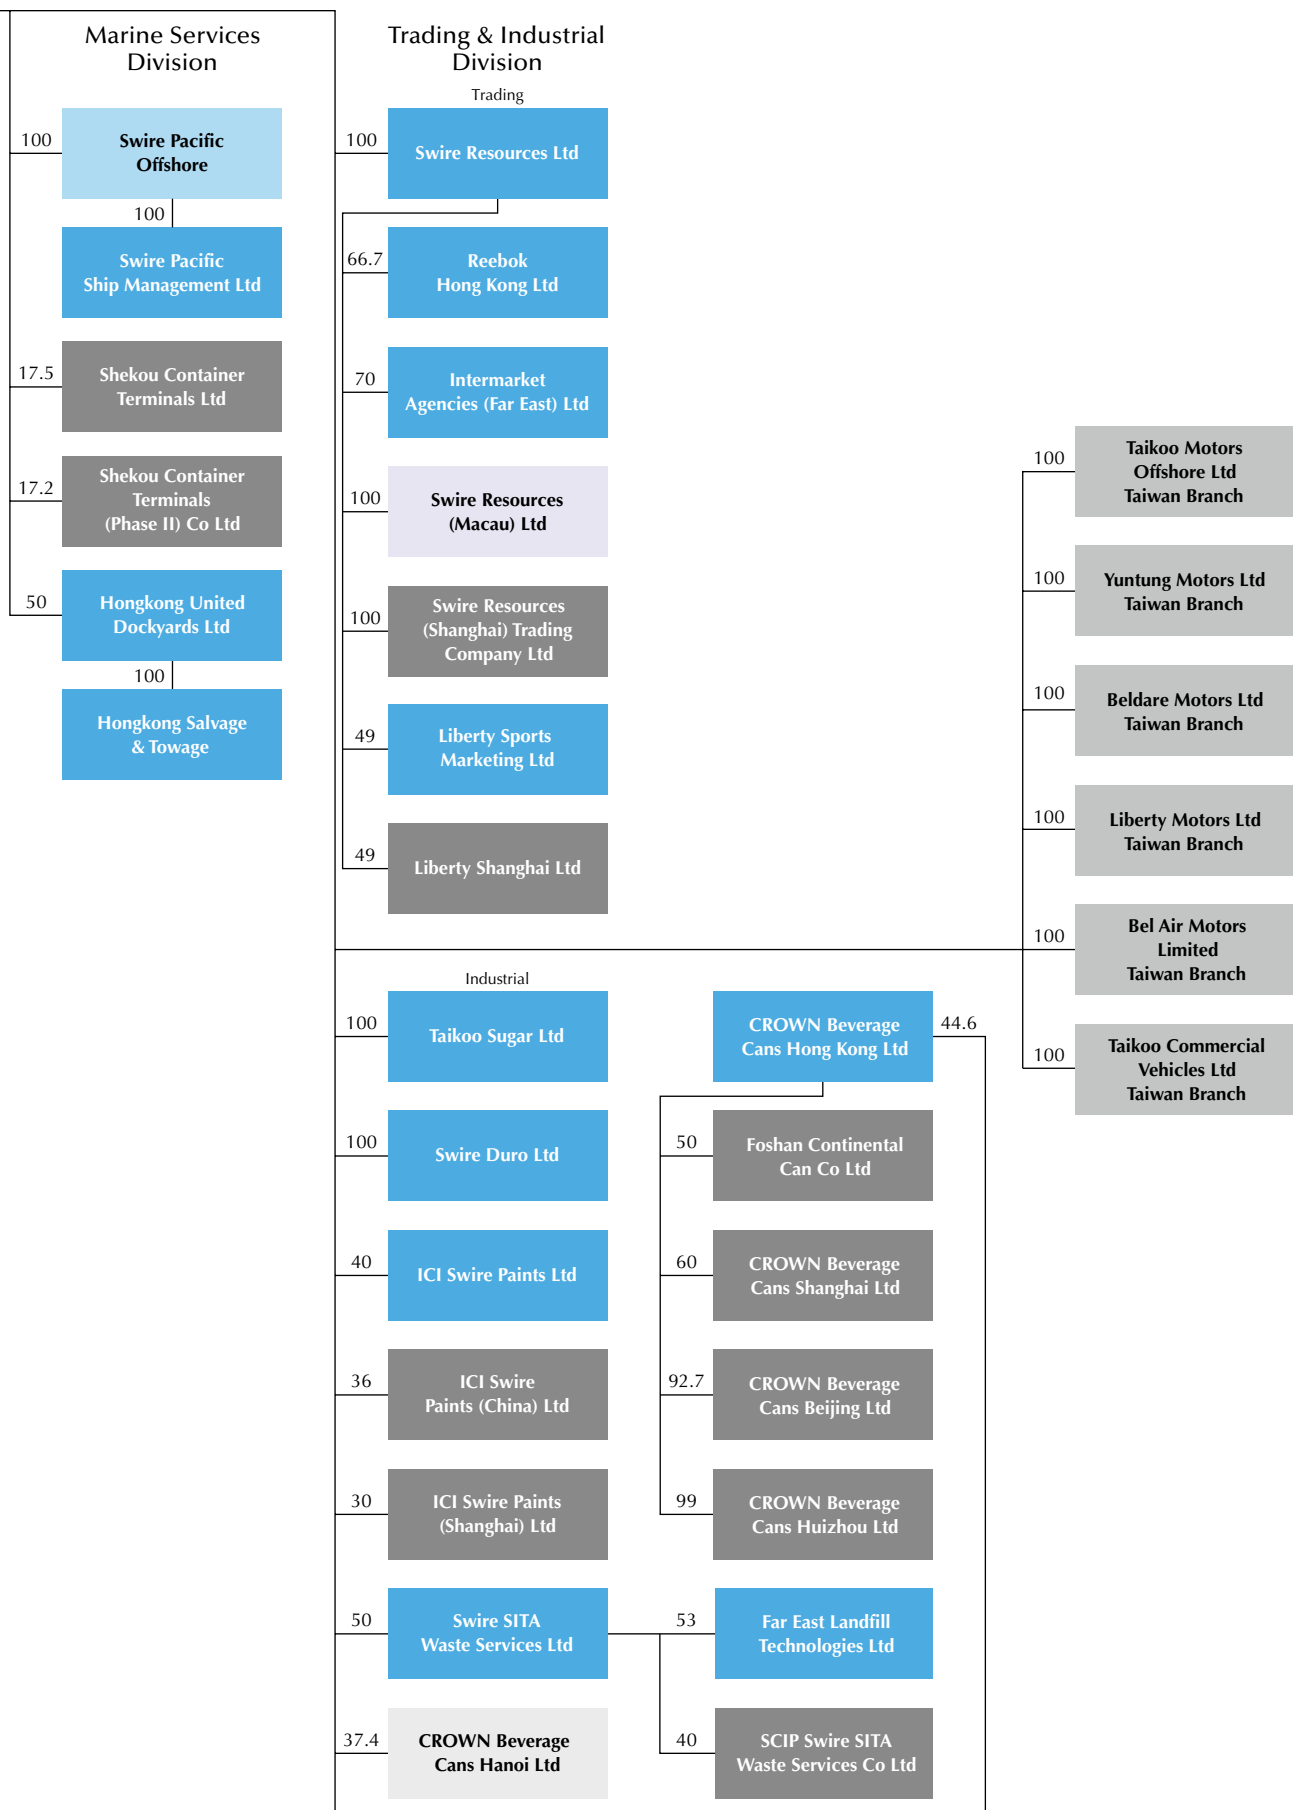 Marine Services
Division
100
Swire Pacific
Offshore
100
Swire Pacific
Ship Management Ltd
17.5
Shekou Container
Terminals Ltd
17.2
Shekou Container
Terminals
(Phase II) Co Ltd
50
Hongkong United
Dockyards Ltd
100
Hongkong Salvage
& Towage
Trading & Industrial
Division
Trading
100
Swire Resources Ltd
66.7
Reebok
Hong Kong Ltd
70
Intermarket
Agencies (Far East) Ltd
100
Swire Resources
(Macau) Ltd
100
Swire Resources
(Shanghai) Trading
Company Ltd
49
Liberty Sports
Marketing Ltd
49
Liberty Shanghai Ltd
100
Taikoo Motors
Offshore Ltd
Taiwan Branch
100
Yuntung Motors Ltd
Taiwan Branch
100
Beldare Motors Ltd
Taiwan Branch
100
Liberty Motors Ltd
Taiwan Branch
100
Bel Air Motors
Limited
Taiwan Branch
100
Taikoo Commercial
Vehicles Ltd
Taiwan Branch
Industrial
100
Taikoo Sugar Ltd
100
Swire Duro Ltd
40
ICI Swire Paints Ltd
36
ICI Swire
Paints (China) Ltd
30
ICI Swire Paints
(Shanghai) Ltd
50
Swire SITA
Waste Services Ltd
37.4
CROWN Beverage
Cans Hanoi Ltd
CROWN Beverage
Cans Hong Kong Ltd
44.6
50
Foshan Continental
Can Co Ltd
60
CROWN Beverage
Cans Shanghai Ltd
92.7
CROWN Beverage
Cans Beijing Ltd
99
CROWN Beverage
Cans Huizhou Ltd
53
Far East Landfill
Technologies Ltd
40
SCIP Swire SITA
Waste Services Co Ltd